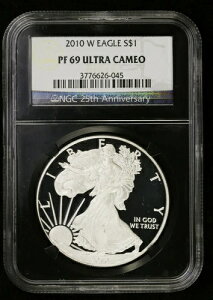 2010 W EAGLE S$1
PF 69 ULTRA CAMEO
3776626-045
NGC 25th Anniversary
LIBERTY
IN GOD
WE TRUST